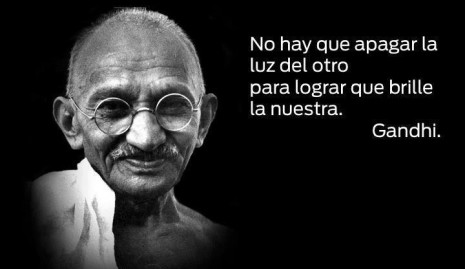 No hay que apagar la
luz del otro
para lograr que brille
la nuestra.
Gandhi.